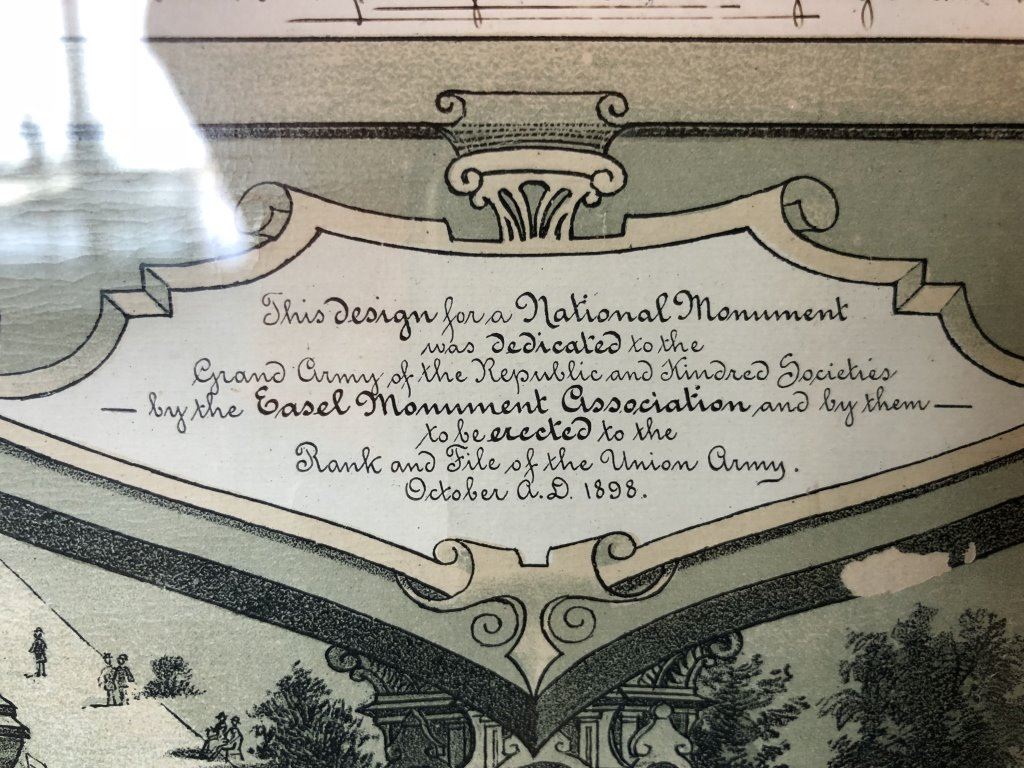 This design for a National Monument
was dedicated to the
Grand Army of the Republic and Kindred Societies
— by the Easel Monument Association, and by them —
to be erected to the
Rank and File of the Union Army.
October A.D. 1898.